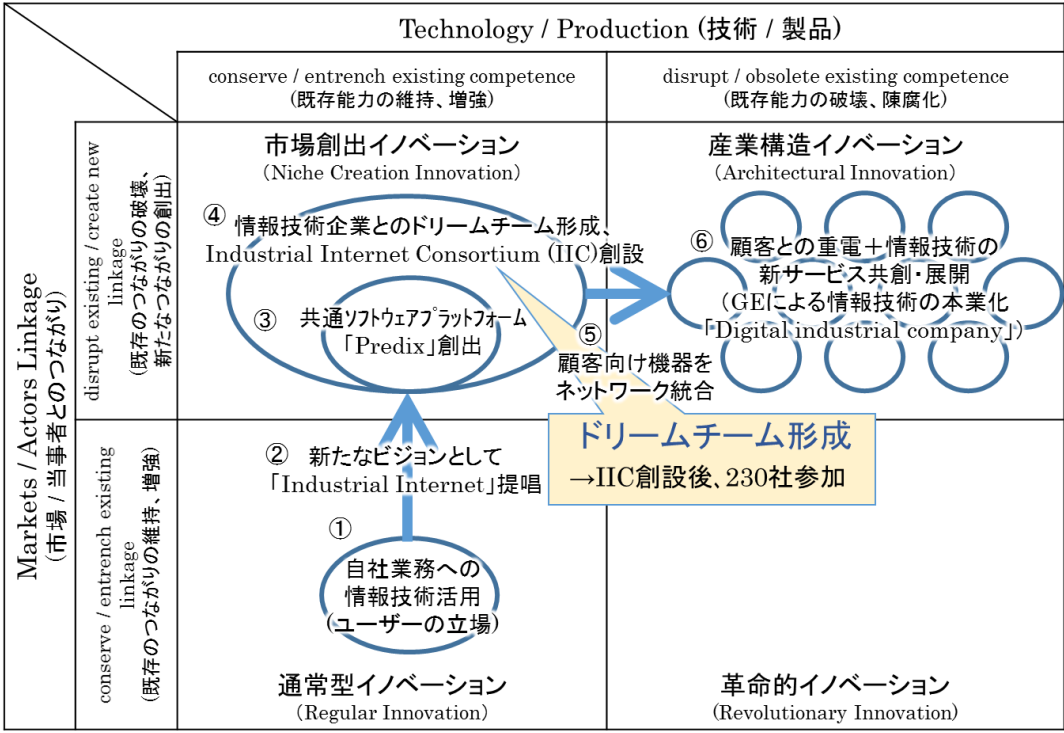 Technology / Production (技術 / 製品)
conserve / entrench existing competence
(既存能力の維持、増強)
disrupt / obsolete existing competence
(既存能力の破壊、陳腐化)
Markets / Actors Linkage
(市場 / 当事者とのつながり)
disrupt existing / create new
linkage
(既存のつながりの破壊、
新たなつながりの創出)
市場創出イノベーション
(Niche Creation Innovation)
④ 情報技術企業とのドリームチーム形成、
Industrial Internet Consortium (IIC)創設
③ 共通ソフトウェアプラットフォーム
「Predix」創出
⑤
顧客向け機器を
ネットワーク統合
産業構造イノベーション
(Architectural Innovation)
⑥ 顧客との重電+情報技術の
新サービス共創・展開
(GEによる情報技術の本業化
「Digital industrial company」)
ドリームチーム形成
→IIC創設後、230社参加
conserve / entrench existing
linkage
(既存のつながりの維持、増強)
② 新たなビジョンとして
「Industrial Internet」提唱
①
自社業務への
情報技術活用
(ユーザーの立場)
通常型イノベーション
(Regular Innovation)
革命的イノベーション
(Revolutionary Innovation)